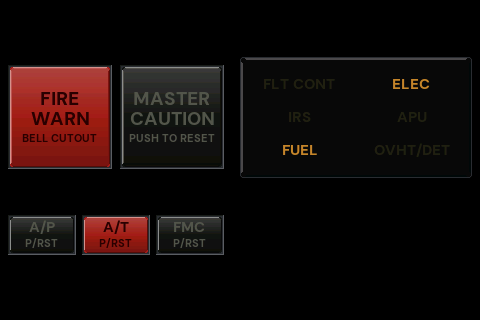 FIRE
WARN
BELL CUTOUT
MASTER
CAUTION
PUSH TO RESET
FLT CONT
ELEC
IRS
APU
FUEL
OVHT/DET
A/P
P/RST
A/T
P/RST
FMC
P/RST